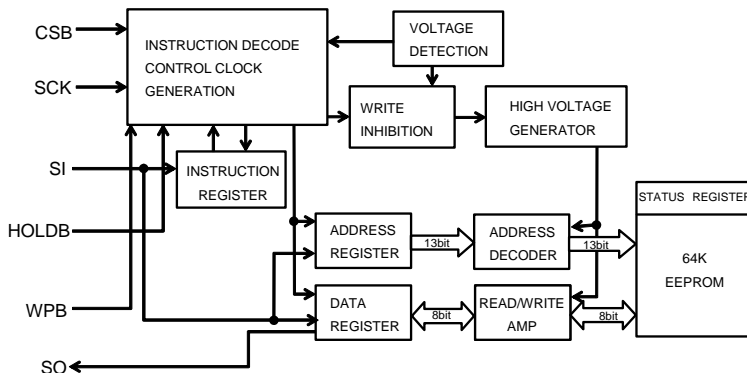 CSB
SCK
SI
HOLDB
WPB
SO
INSTRUCTION DECODE
CONTROL CLOCK
GENERATION
VOLTAGE
DETECTION
WRITE
INHIBITION
HIGH VOLTAGE
GENERATOR
INSTRUCTION
REGISTER
ADDRESS
REGISTER
13bit
ADDRESS
DECODER
13bit
DATA
REGISTER
8bit
READ/WRITE
AMP
8bit
STATUS REGISTER
64K
EEPROM